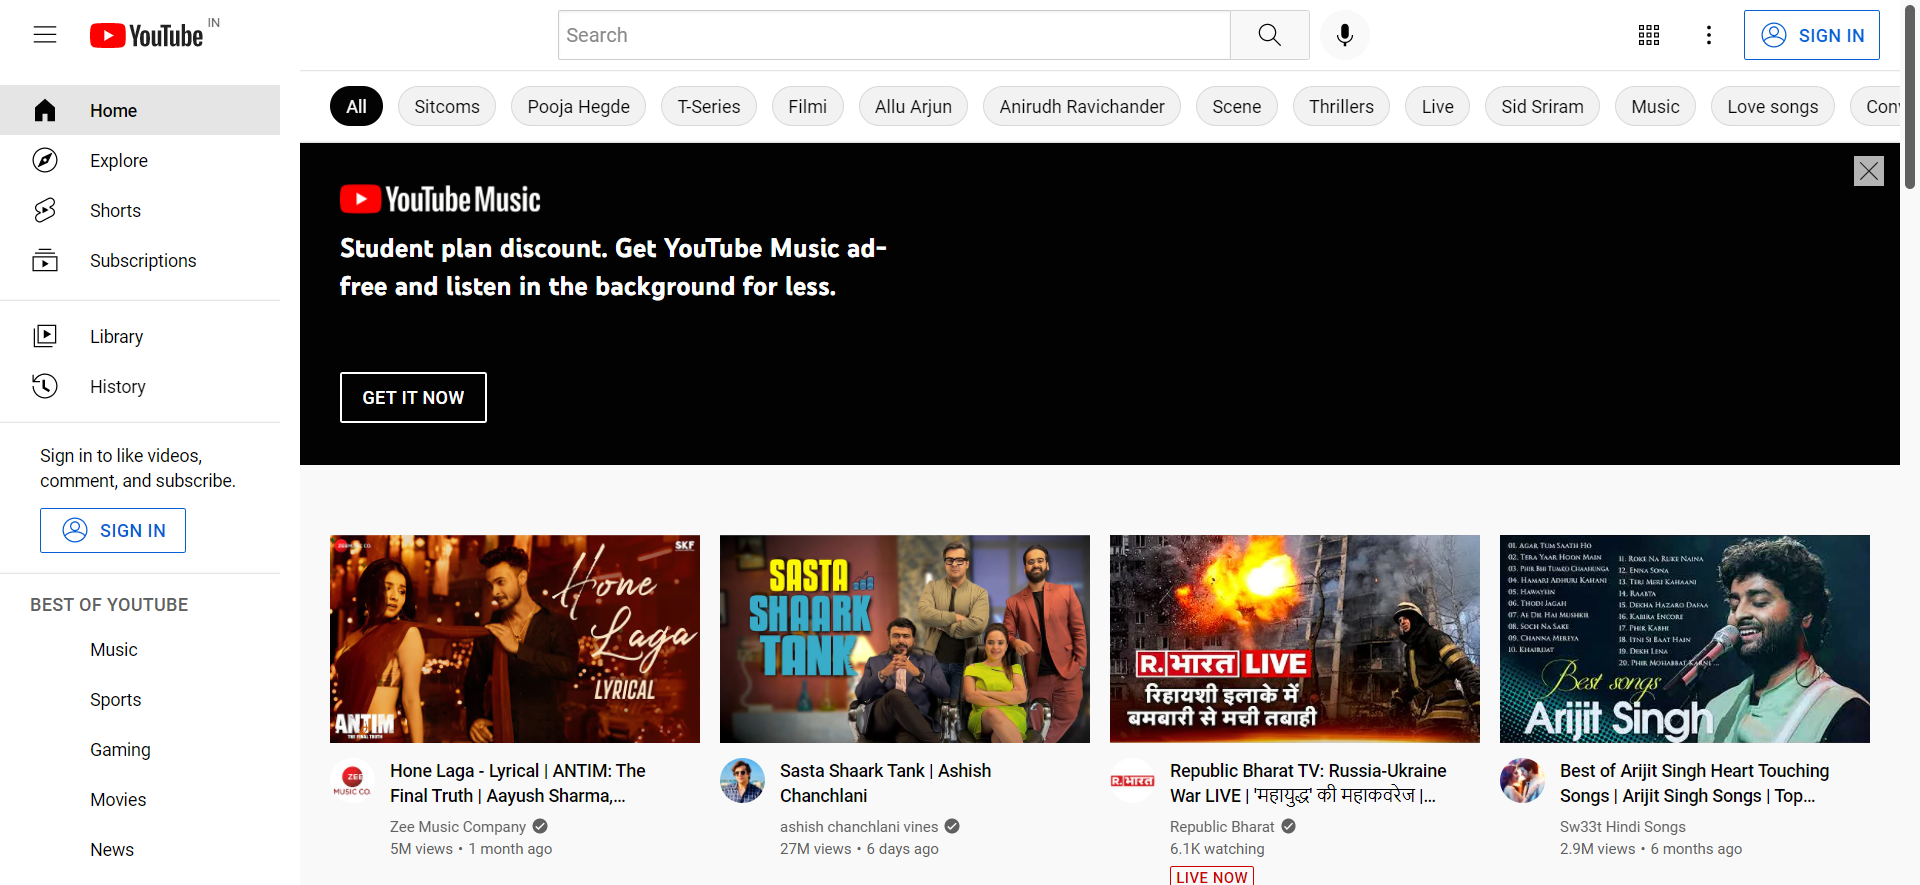 YouTube IN
Search
SIGN IN
Home
Explore
Shorts
Subscriptions
Library
History
Sign in to like videos,
comment, and subscribe.
SIGN IN
BEST OF YOUTUBE
Music
Sports
Gaming
Movies
News
All
Sitcoms
Pooja Hegde
T-Series
Filmi
Allu Arjun
Anirudh Ravichander
Scene
Thrillers
Live
Sid Sriram
Music
Love songs
YouTube Music
Student plan discount. Get YouTube Music ad-
free and listen in the background for less.
GET IT NOW
SKF
Hone
Laga
LYRICAL
ANTIM
THE FINAL TRUTH
ZEE
MUSIC CO.
Hone Laga - Lyrical | ANTIM: The
Final Truth | Aayush Sharma,...
Zee Music Company
5M views • 1 month ago
SASTA
SHAARK
TANK
Sasta Shaark Tank | Ashish
Chanchlani
ashish chanchlani vines
27M views • 6 days ago
R.भारत LIVE
रिहायशी इलाके में
बमबारी से मची तबाही
R.भारत
Republic Bharat TV: Russia-Ukraine
War LIVE | 'महायुद्ध' की महाकवरेज |...
Republic Bharat
6.1K watching
LIVE NOW
01. Agar Tum Saath Ho
02. Tera Yaar Hoon Main
03. Phir Bhi Tumko Chaahunga
04. Hamari Adhuri Kahani
05. Hawayein
06. Thodi Jagah
07. Ae Dil Hai Mushkil
08. Soch Na Sake
09. Channa Mereya
10. Khairiyat
11. Roke Na Ruke Naina
12. Enna Sona
13. Teri Meri Kahaani
14. Raabta
15. Dekha Hazaro Dafaa
16. Kabira Encore
17. Phir Kabhi
18. Itni Si Baat Hain
19. Dekh Lena
20. Phir Mohabbat Karne ...
Best songs
Arijit Singh
Best of Arijit Singh Heart Touching
Songs | Arijit Singh Songs | Top...
Sw33t Hindi Songs
2.9M views • 6 months ago